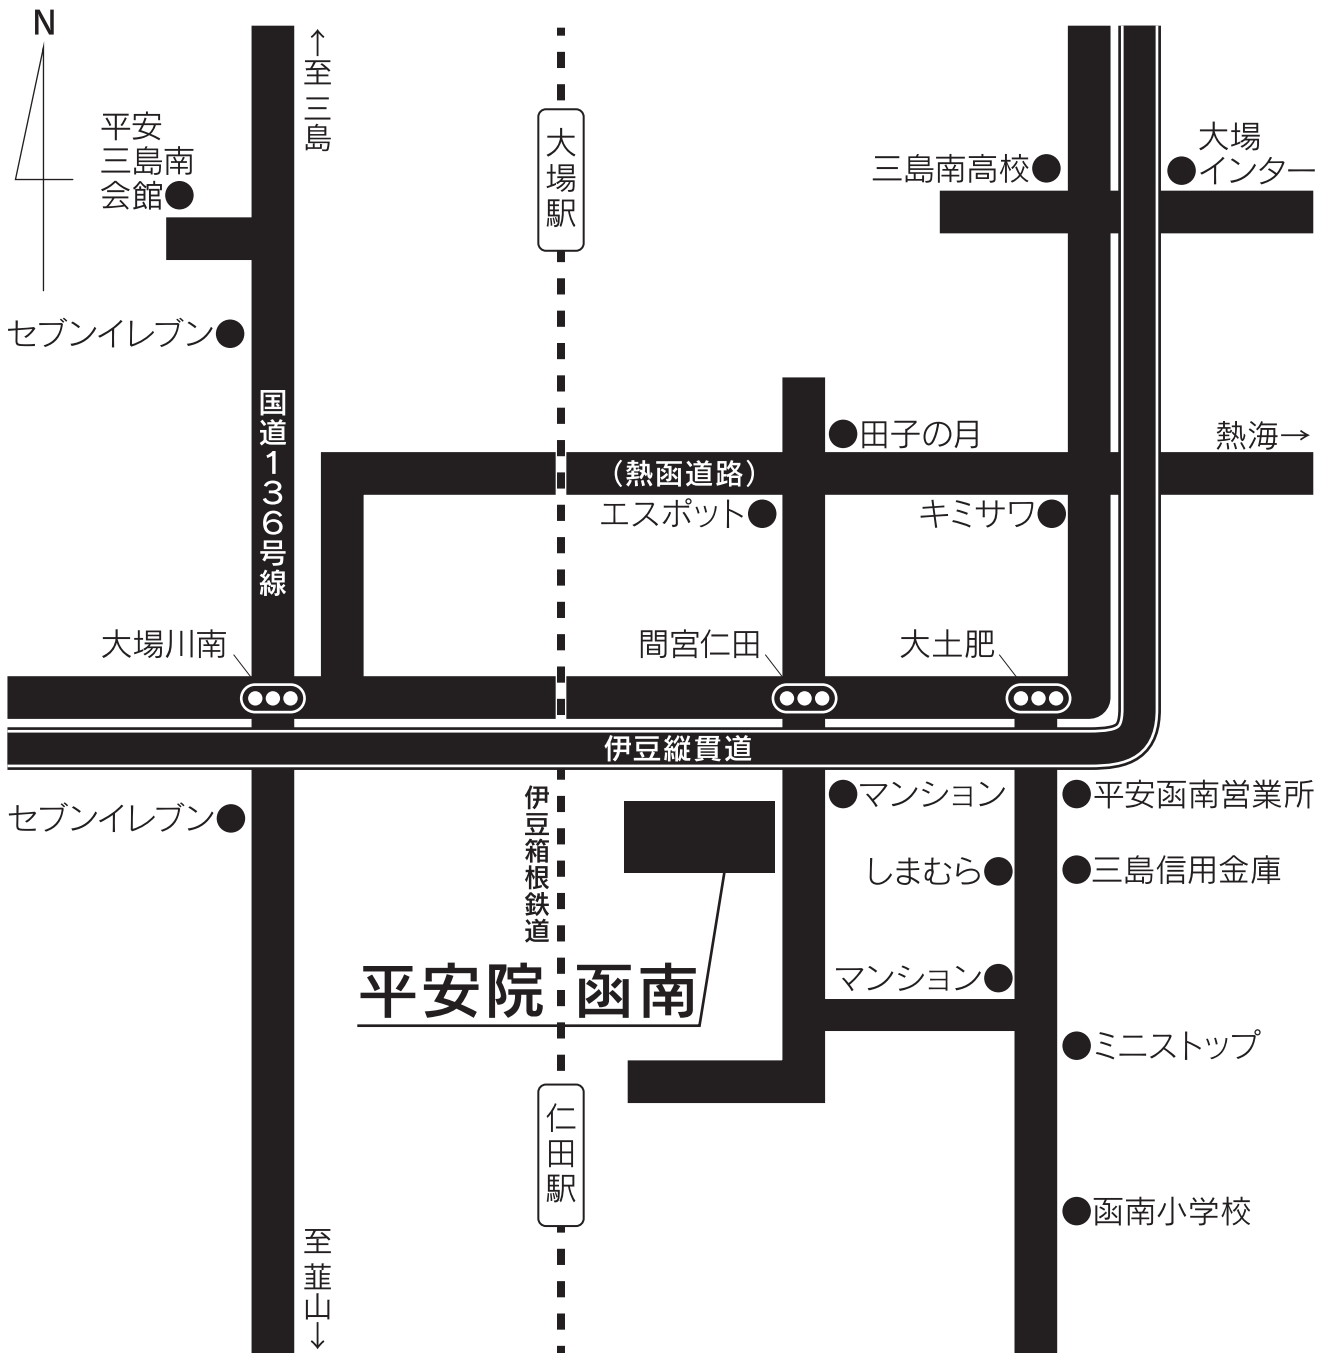 N
↑至三島
平安
三島南
会館
大場駅
三島南高校
大場
インター
セブンイレブン
国道136号線
田子の月
熱海→
（熱函道路）
エスポット
キミサワ
大場川南
間宮仁田
大土肥
伊豆縦貫道
セブンイレブン
伊豆箱根鉄道
マンション
平安函南営業所
しまむら
三島信用金庫
平安院 函南
マンション
ミニストップ
仁田駅
函南小学校
至韮山↓